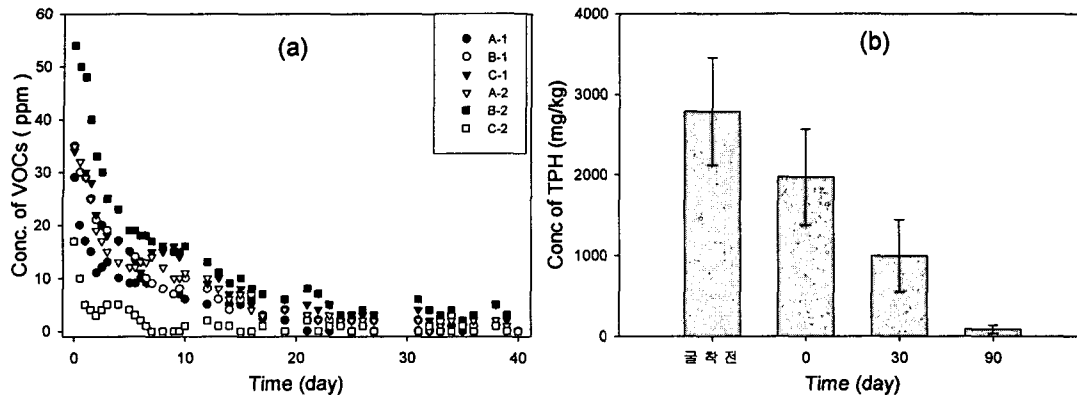 (a)
Conc. of VOCs ( ppm )
60
50
40
30
20
10
0
A-1
B-1
C-1
A-2
B-2
C-2
0
10
20
30
40
Time (day)
(b)
Conc of TPH (mg/kg)
4000
3000
2000
1000
0
굴 착 전
0
30
90
Time (day)